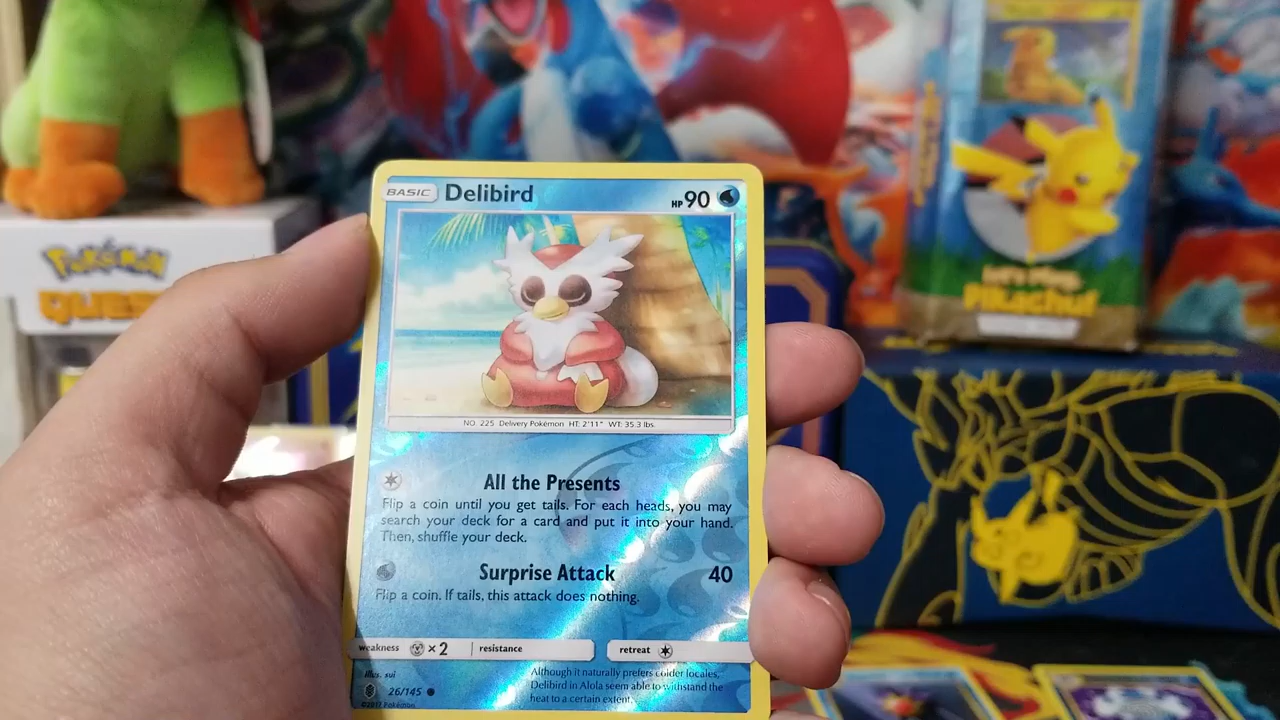 BASIC Delibird HP 90
NO. 225 Delivery Pokémon HT: 2'11" WT: 35.3 lbs.
All the Presents
Flip a coin until you get tails. For each heads, you may
search your deck for a card and put it into your hand.
Then, shuffle your deck.
Surprise Attack 40
Flip a coin. If tails, this attack does nothing.
weakness ×2 resistance retreat
Illus. sui
26/145
©2017 Pokémon
Although it naturally prefers colder locales,
Delibird in Alola seem able to withstand the
heat to a certain extent.
Pokémon
QUEST
Let's Play,
Pikachu!